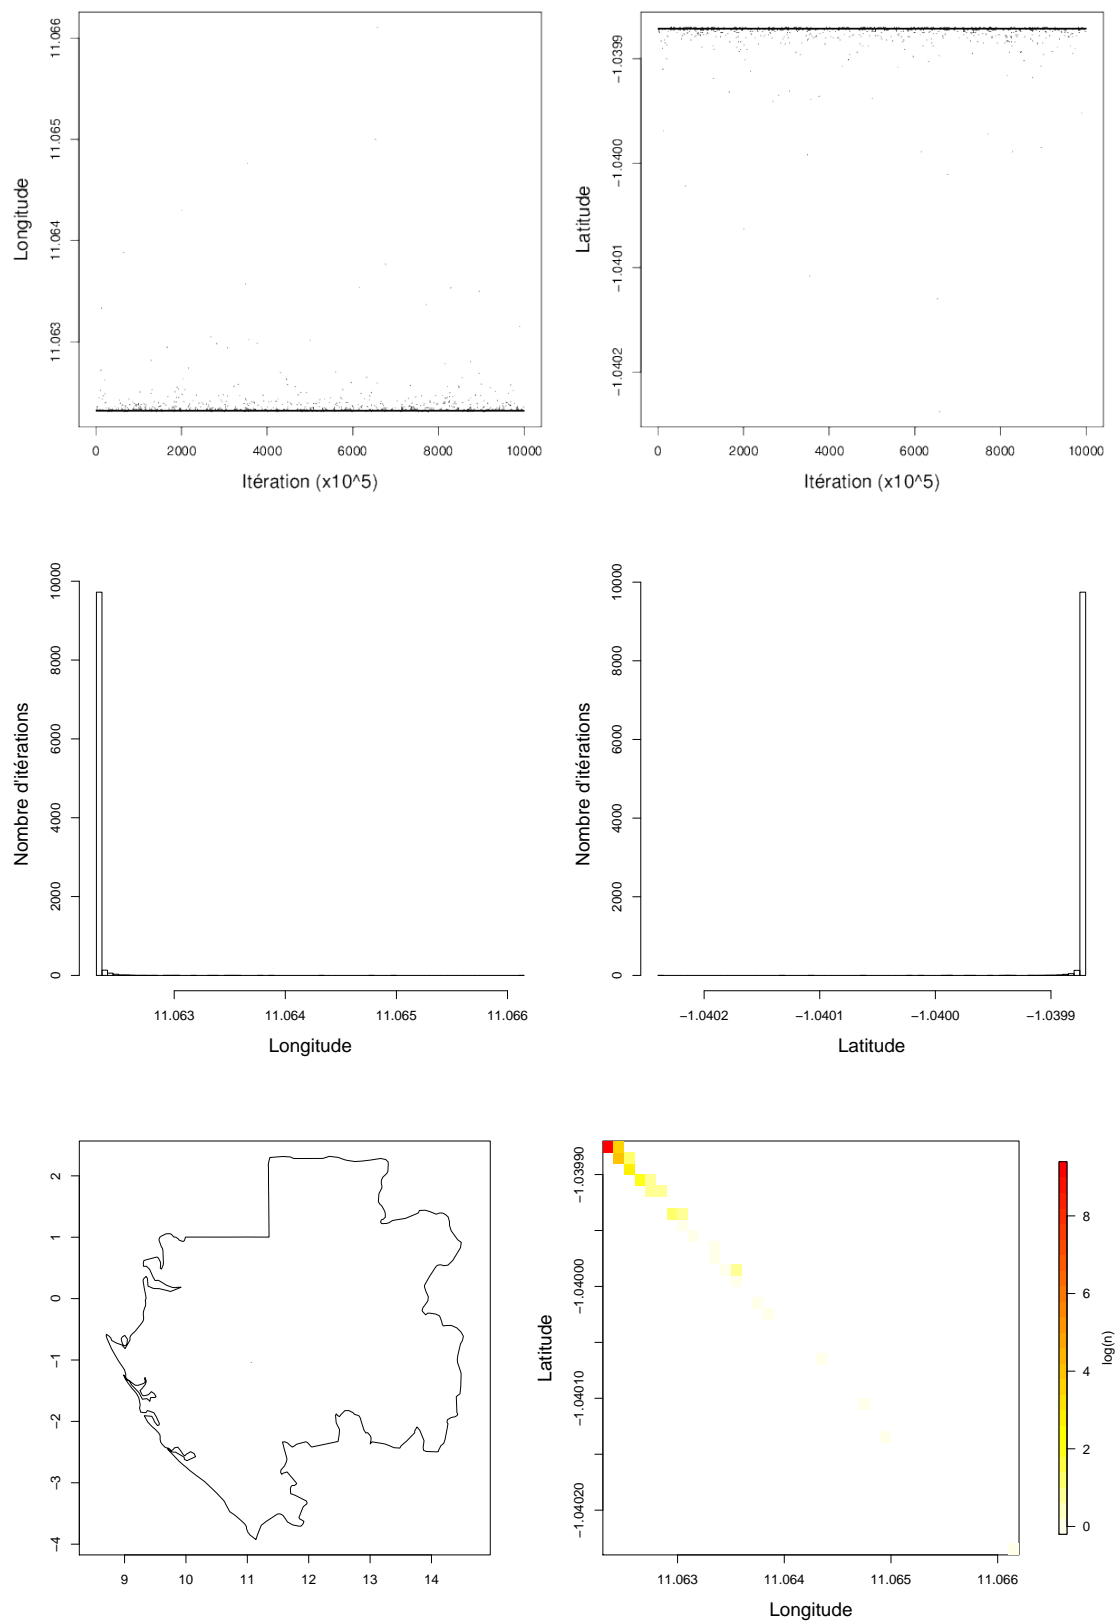 11.066
11.065
11.064
11.063
Longitude
0 2000 4000 6000 8000 10000
Itération (x10^5)
−1.0399
−1.0400
−1.0401
−1.0402
Latitude
0 2000 4000 6000 8000 10000
Itération (x10^5)
10000
8000
6000
4000
2000
0
Nombre d'itérations
11.063 11.064 11.065 11.066
Longitude
10000
8000
6000
4000
2000
0
Nombre d'itérations
−1.0402 −1.0401 −1.0400 −1.0399
Latitude
2
1
0
−1
−2
−3
−4
9 10 11 12 13 14
−1.03990
−1.04000
−1.04010
−1.04020
Latitude
11.063 11.064 11.065 11.066
Longitude
8
6
4
2
0
log(n)